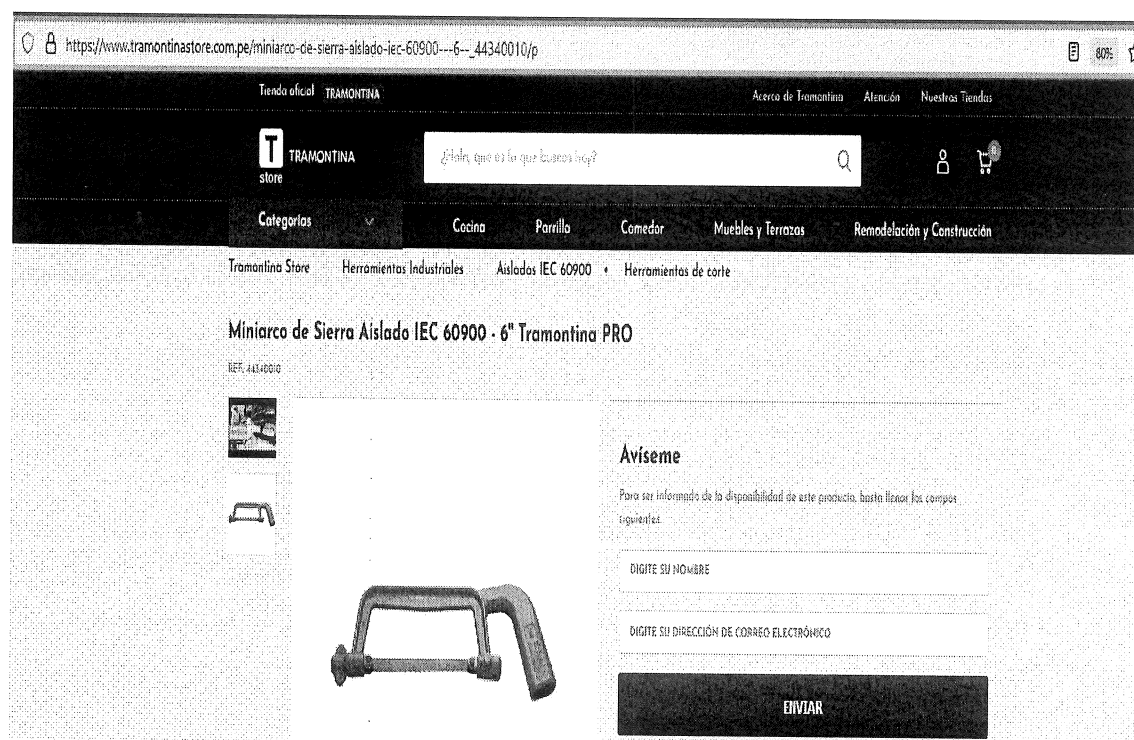 https://www.tramontinastore.com.pe/miniarco-de-sierra-aislado-iec-60900---6--_44340010/p
80%
Tienda oficial TRAMONTINA
Acerca de Tramontina Atención Nuestras Tiendas
T TRAMONTINA
store
¿Hola, que es lo que buscas hoy?
0
Categorías Cocina Parrilla Comedor Muebles y Terrazas Remodelación y Construcción
Tramontina Store Herramientas Industriales Aislados IEC 60900 • Herramientas de corte
Miniarco de Sierra Aislado IEC 60900 - 6" Tramontina PRO
REF. 44340010
Avíseme
Para ser informado de la disponibilidad de este producto, basta llenar los campos
siguientes.
DIGITE SU NOMBRE
DIGITE SU DIRECCIÓN DE CORREO ELECTRÓNICO
ENVIAR